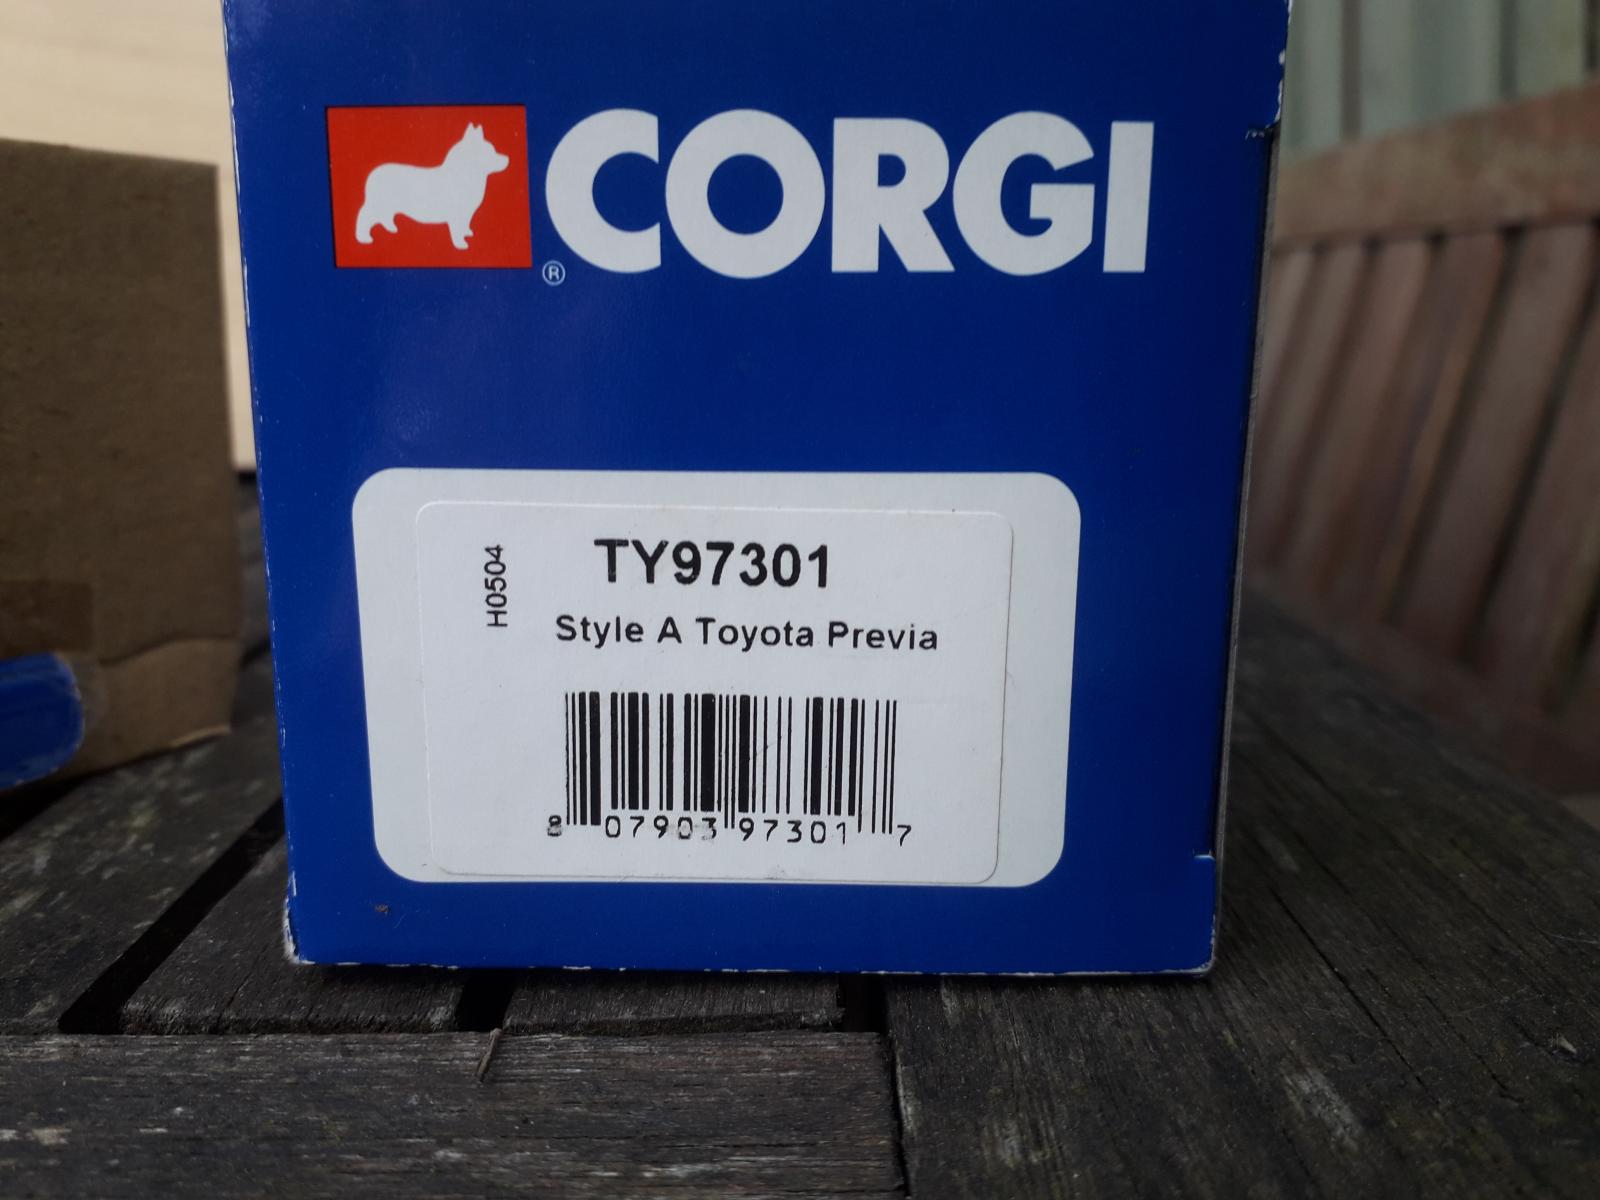 CORGI
®
H0504
TY97301
Style A Toyota Previa
8 07903 97301 7